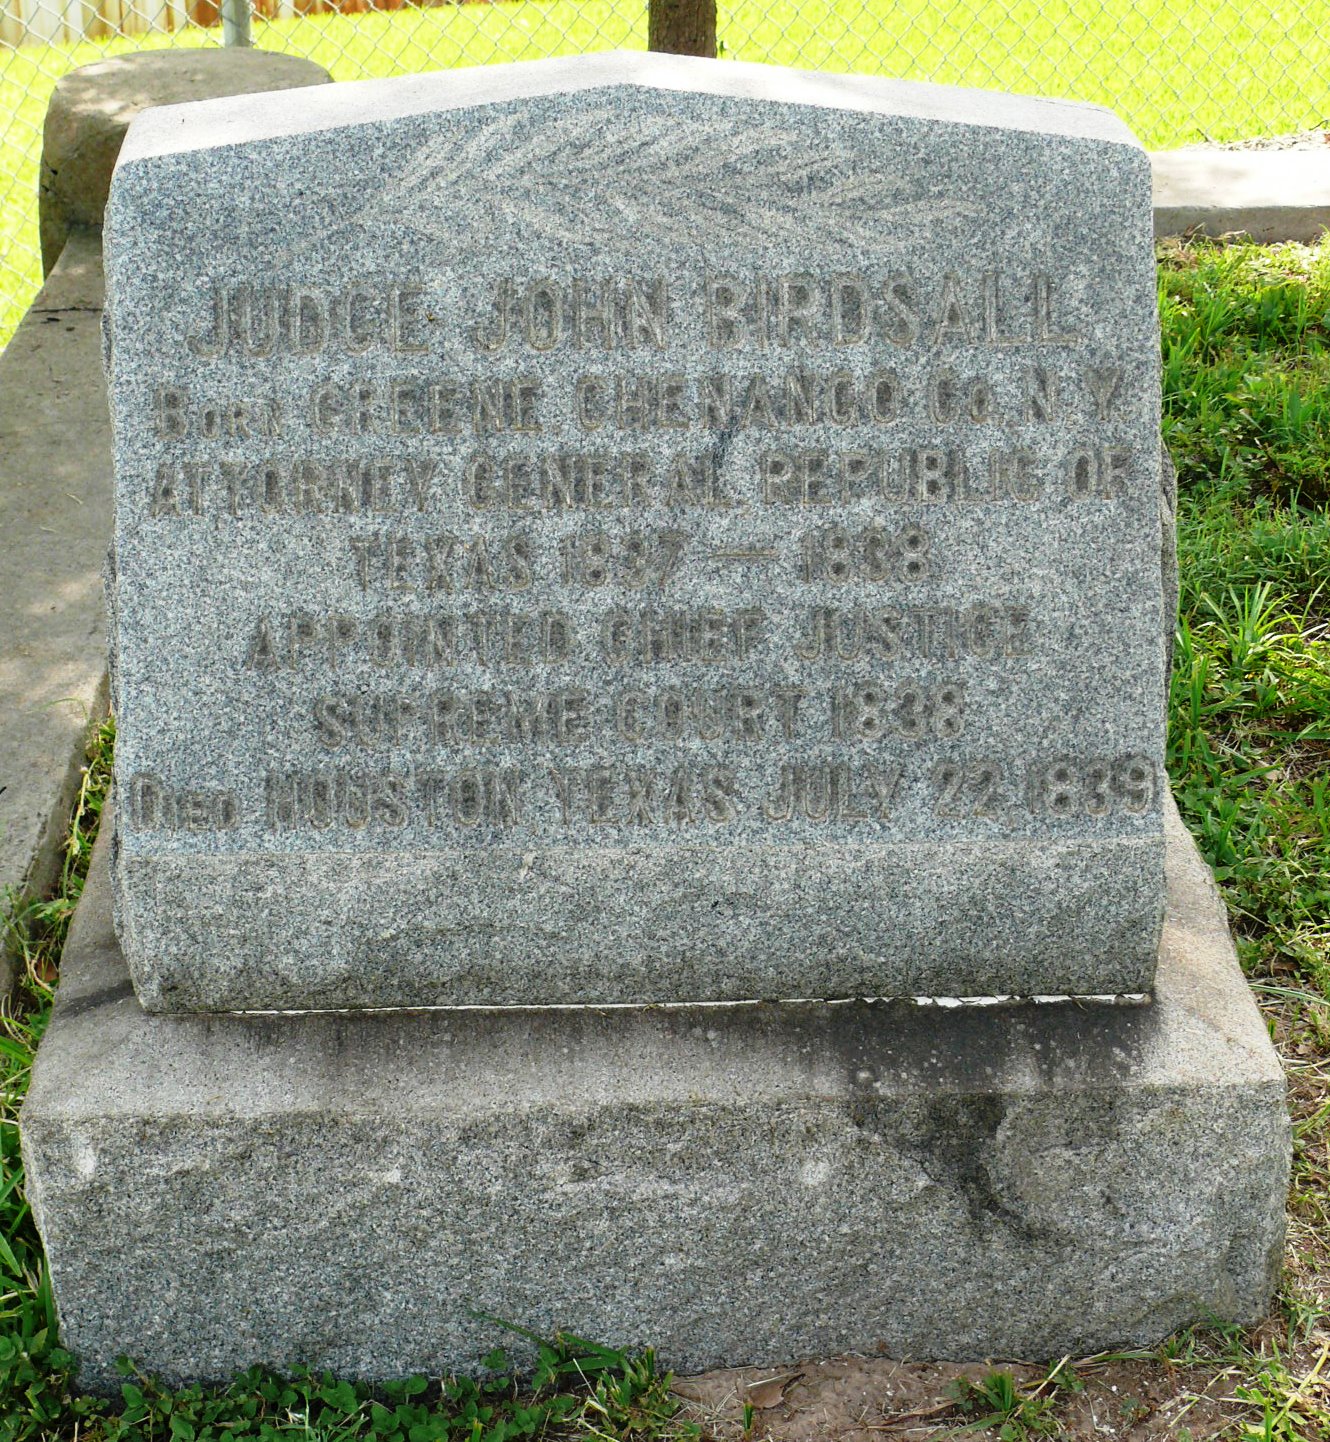 JUDGE JOHN BIRDSALL
BORN GREENE, CHENANGO CO. N.Y.
ATTORNEY GENERAL, REPUBLIC OF
TEXAS 1837 — 1838
APPOINTED CHIEF JUSTICE
SUPREME COURT 1838
DIED HOUSTON, TEXAS JULY 22, 1839